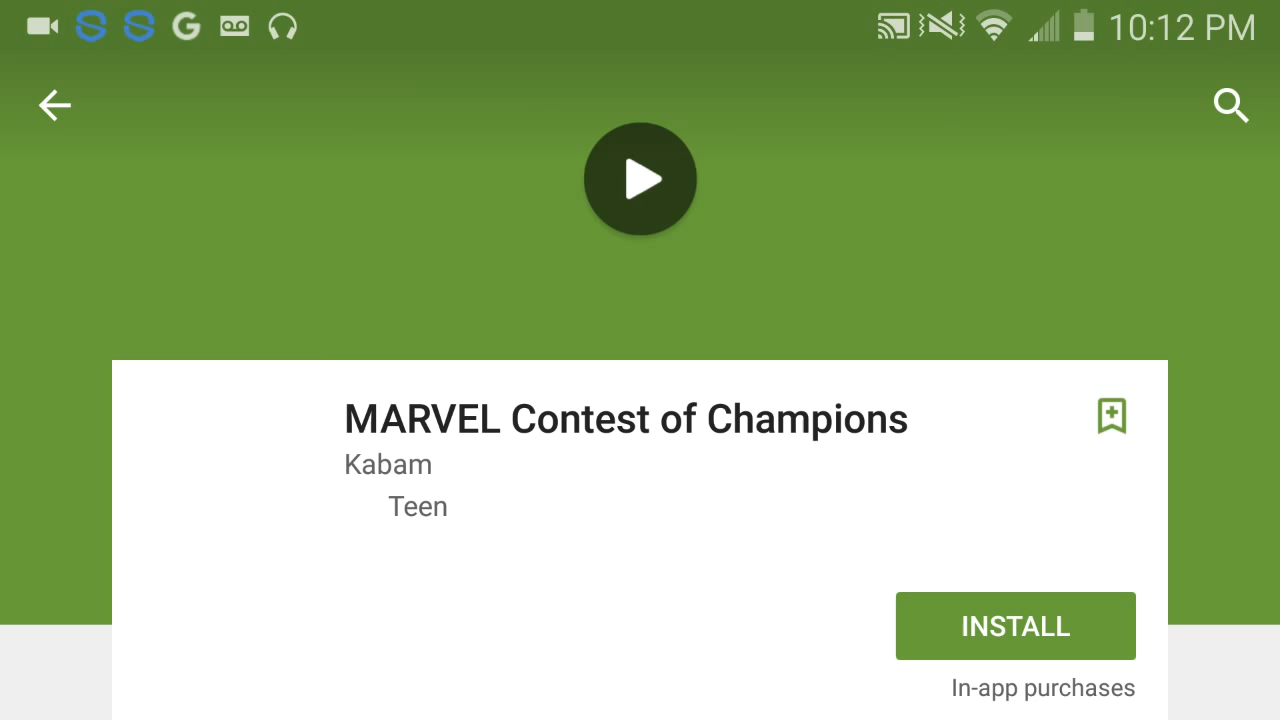 10:12 PM
MARVEL Contest of Champions
Kabam
Teen
INSTALL
In-app purchases